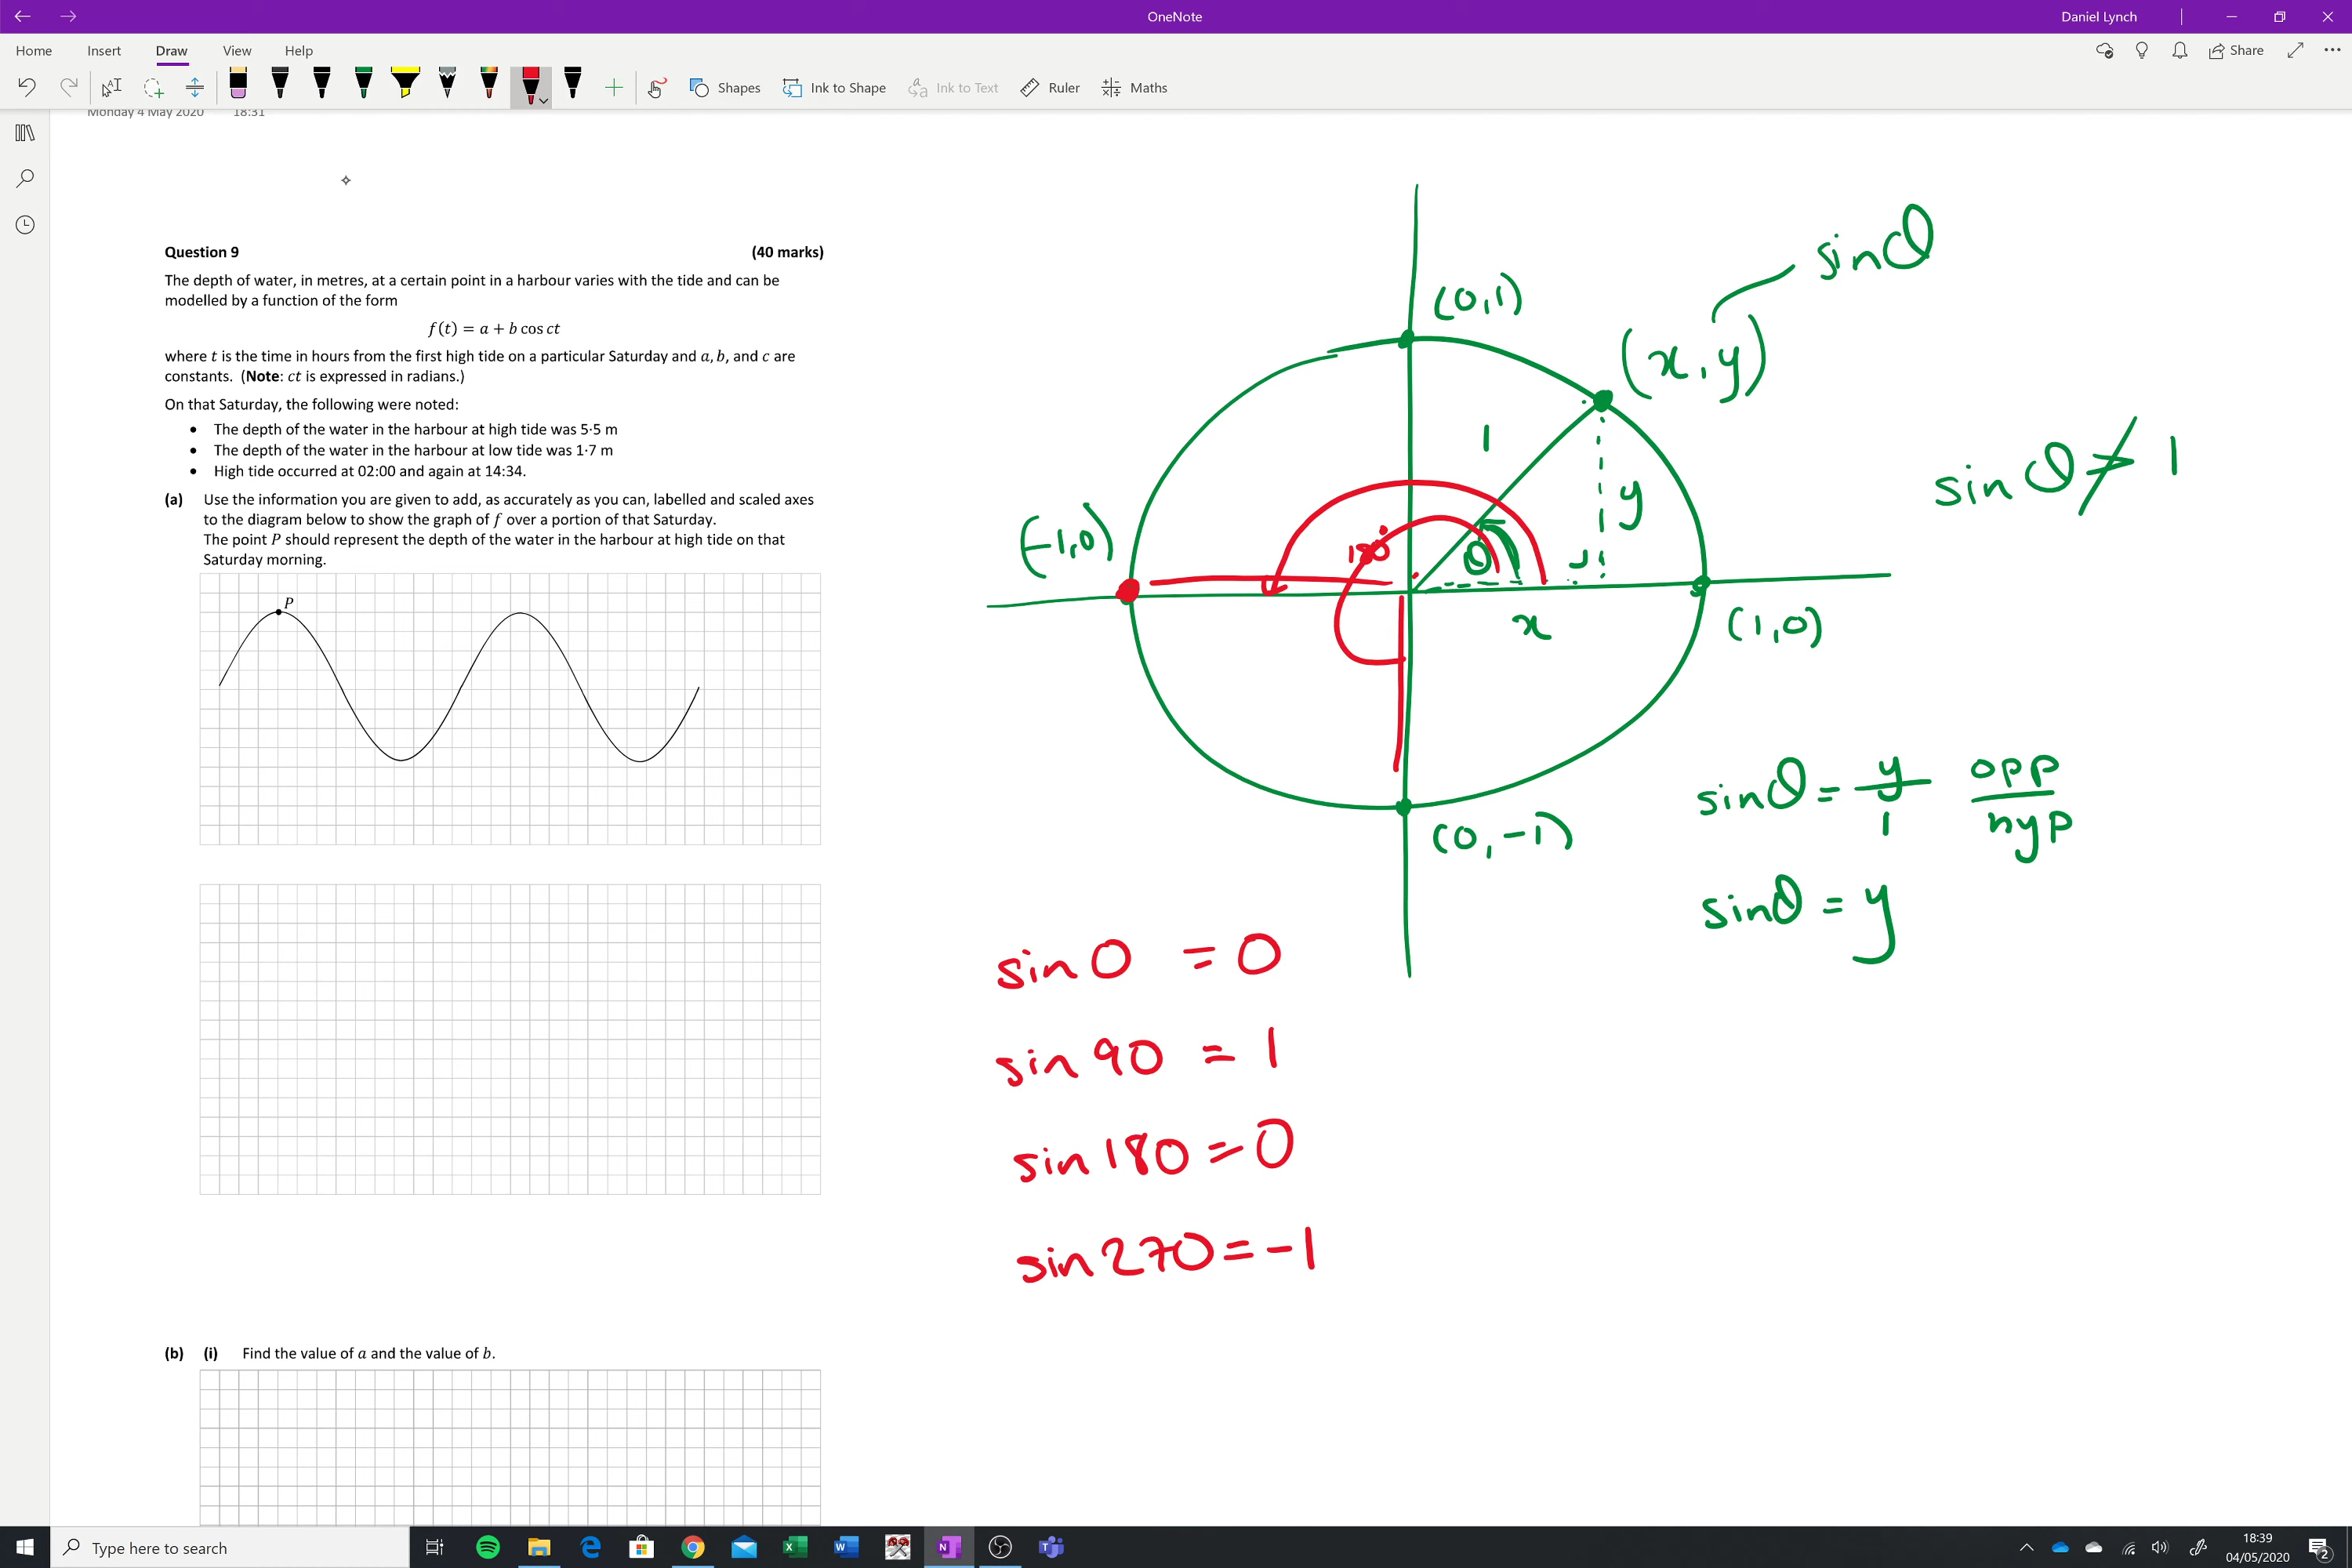 OneNote
Daniel Lynch
Home Insert Draw View Help
Share
Shapes Ink to Shape Ink to Text Ruler Maths
Monday 4 May 2020 18:31
Question 9 (40 marks)
The depth of water, in metres, at a certain point in a harbour varies with the tide and can be
modelled by a function of the form
f(t) = a + b cos ct
where t is the time in hours from the first high tide on a particular Saturday and a, b, and c are
constants. (Note: ct is expressed in radians.)
On that Saturday, the following were noted:
• The depth of the water in the harbour at high tide was 5·5 m
• The depth of the water in the harbour at low tide was 1·7 m
• High tide occurred at 02:00 and again at 14:34.
(a) Use the information you are given to add, as accurately as you can, labelled and scaled axes
to the diagram below to show the graph of f over a portion of that Saturday.
The point P should represent the depth of the water in the harbour at high tide on that
Saturday morning.
P
(b) (i) Find the value of a and the value of b.
sin θ
(0,1)
(x,y)
1
y
sin θ ≠ 1
(-1,0)
180°
θ
x
(1,0)
(0,-1)
sin θ = y/1 opp/hyp
sin θ = y
sin 0 = 0
sin 90 = 1
sin 180 = 0
sin 270 = -1
Type here to search
18:39
04/05/2020
2